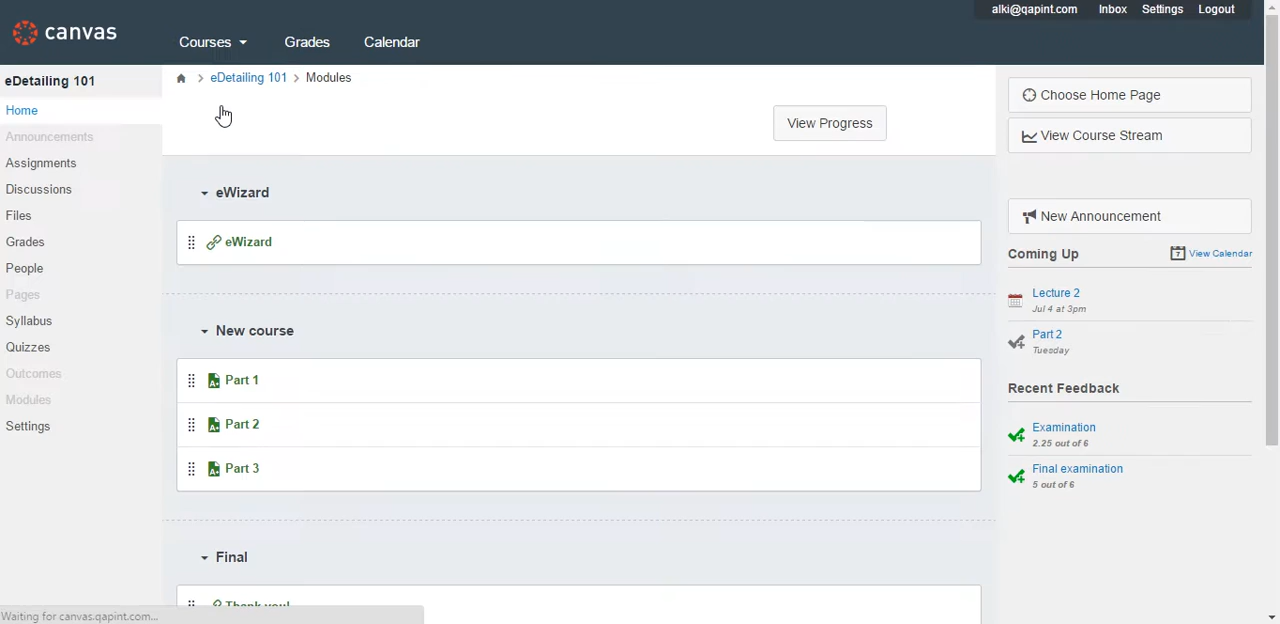 alki@qapint.com Inbox Settings Logout
canvas
Courses Grades Calendar
eDetailing 101
Home
Announcements
Assignments
Discussions
Files
Grades
People
Pages
Syllabus
Quizzes
Outcomes
Modules
Settings
eDetailing 101 > Modules
View Progress
eWizard
eWizard
New course
Part 1
Part 2
Part 3
Final
Thank you!
Choose Home Page
View Course Stream
New Announcement
Coming Up
7 View Calendar
Lecture 2
Jul 4 at 3pm
Part 2
Tuesday
Recent Feedback
Examination
2.25 out of 6
Final examination
5 out of 6
Waiting for canvas.qapint.com...